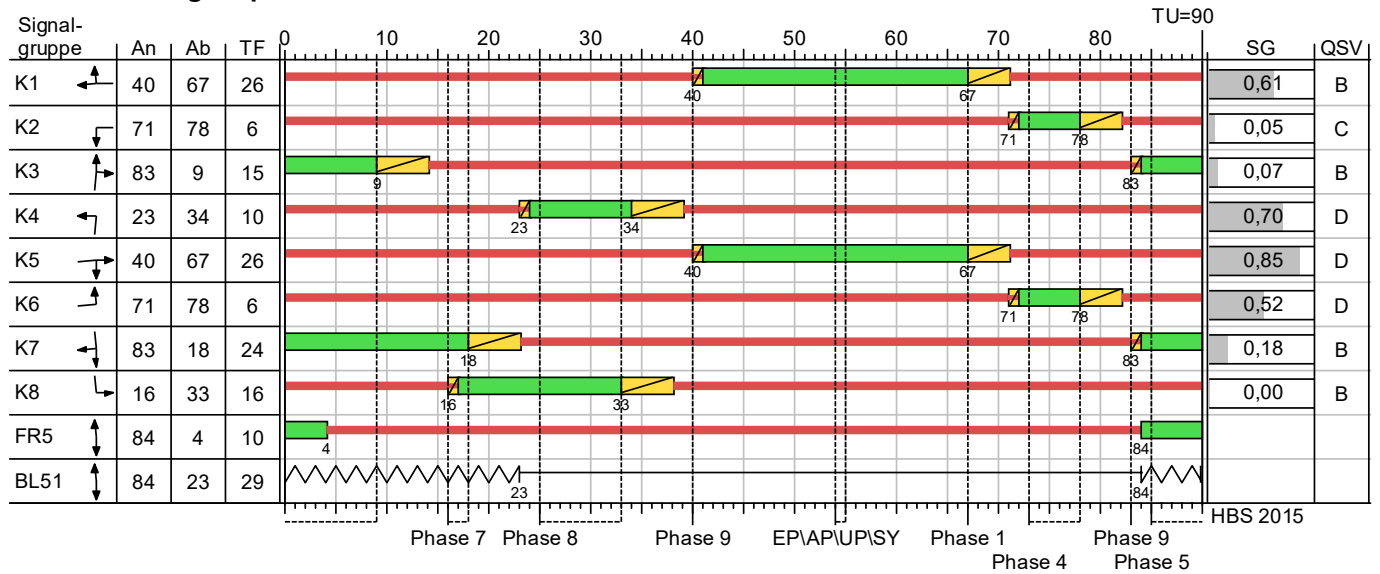 TU=90
Signal-
gruppe An Ab TF 0 10 20 30 40 50 60 70 80 SG QSV
K1 40 67 26 40 67 0,61 B
K2 71 78 6 71 78 0,05 C
K3 83 9 15 9 83 0,07 B
K4 23 34 10 23 34 0,70 D
K5 40 67 26 40 67 0,85 D
K6 71 78 6 71 78 0,52 D
K7 83 18 24 18 83 0,18 B
K8 16 33 16 16 33 0,00 B
FR5 84 4 10 4 84
BL51 84 23 29 23 84
HBS 2015
Phase 7 Phase 8 Phase 9 EP\AP\UP\SY Phase 1 Phase 9
Phase 4 Phase 5